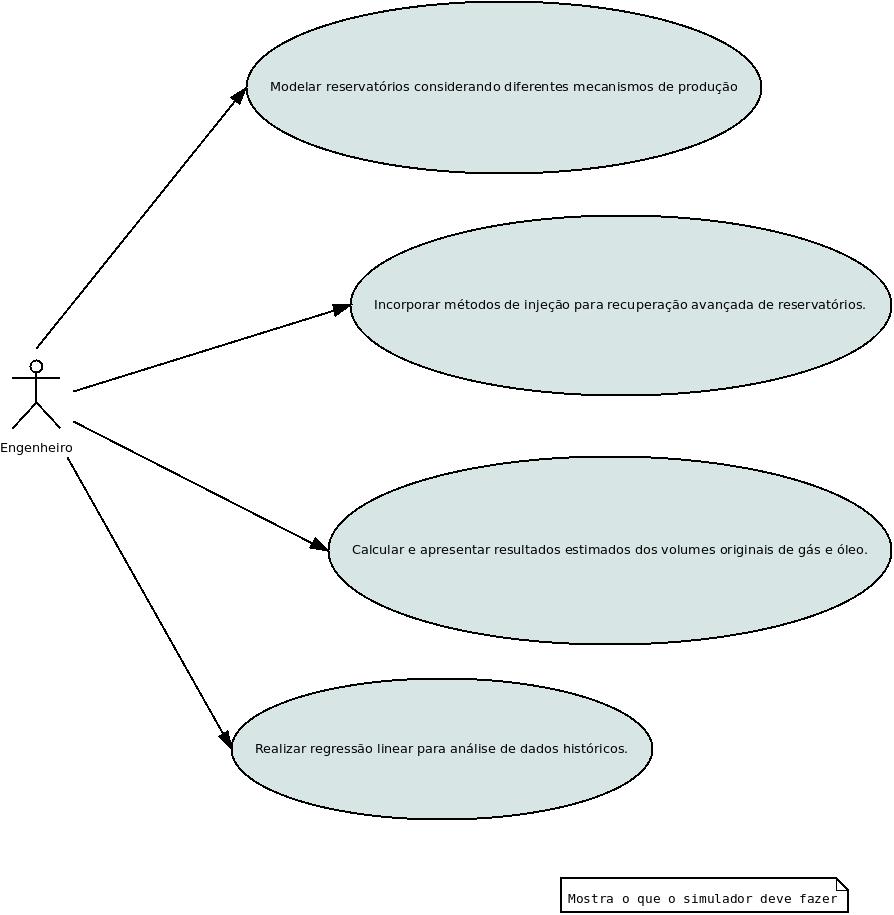 Modelar reservatórios considerando diferentes mecanismos de produção
Incorporar métodos de injeção para recuperação avançada de reservatórios.
Engenheiro
Calcular e apresentar resultados estimados dos volumes originais de gás e óleo.
Realizar regressão linear para análise de dados históricos.
Mostra o que o simulador deve fazer